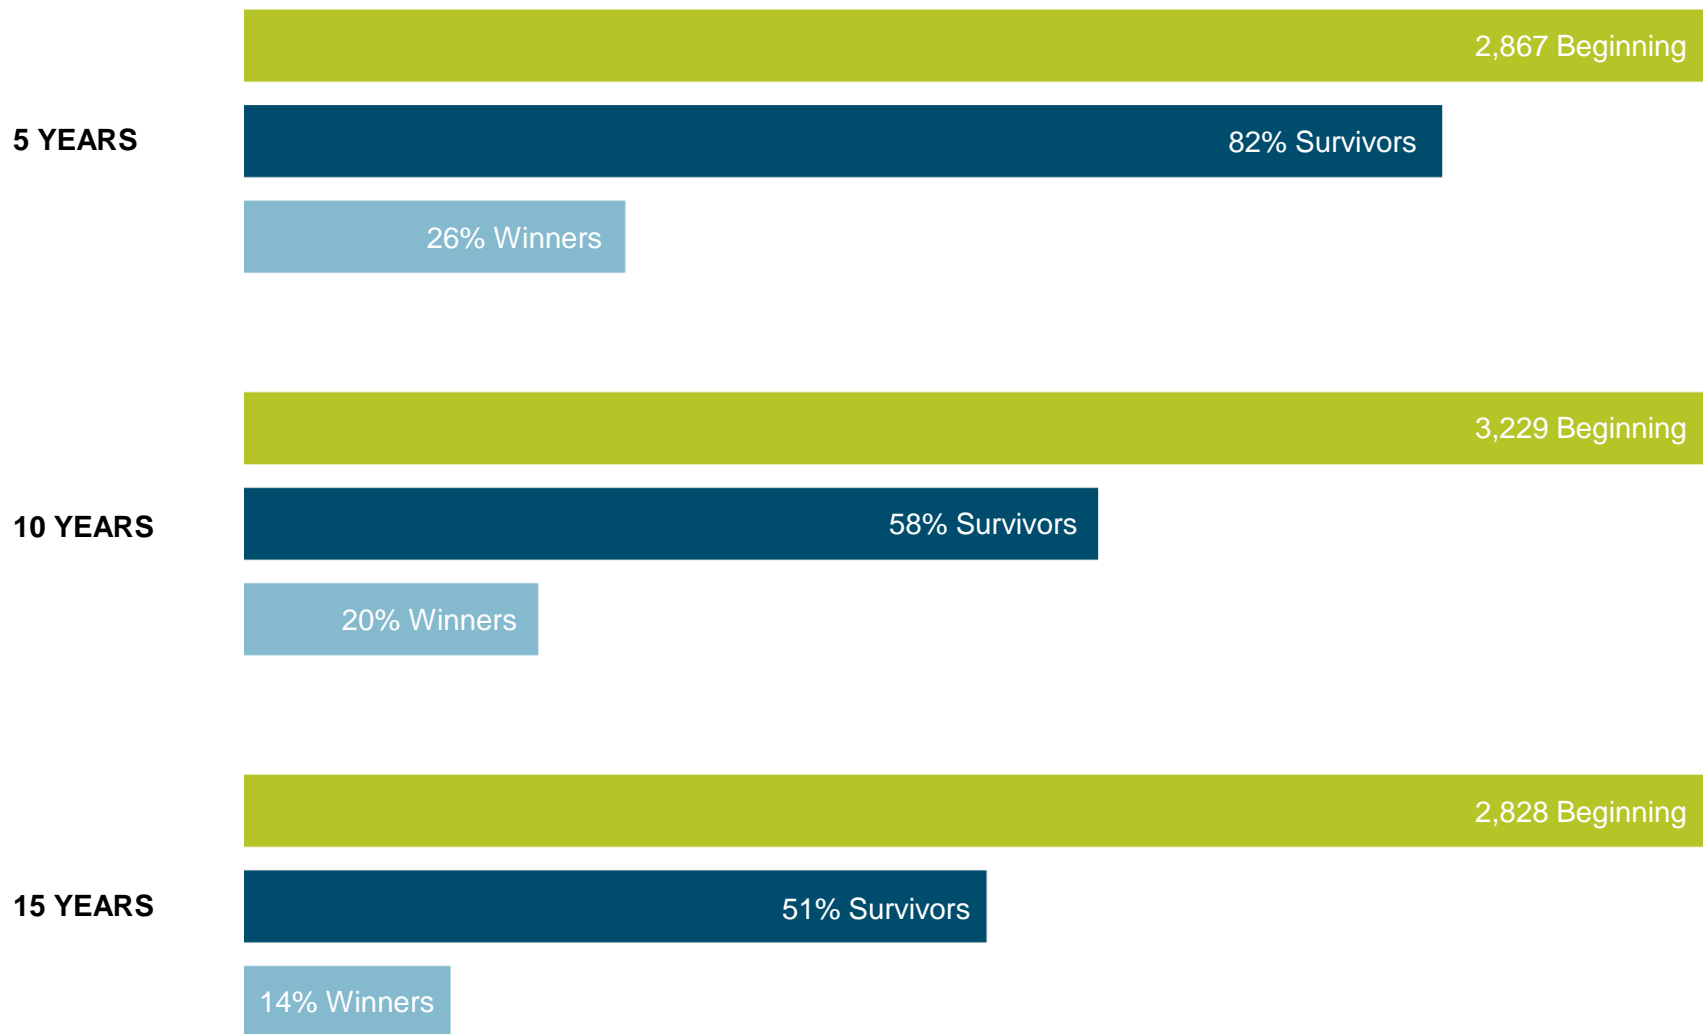 2,867 Beginning
5 YEARS
82% Survivors
26% Winners
3,229 Beginning
10 YEARS
58% Survivors
20% Winners
2,828 Beginning
15 YEARS
51% Survivors
14% Winners